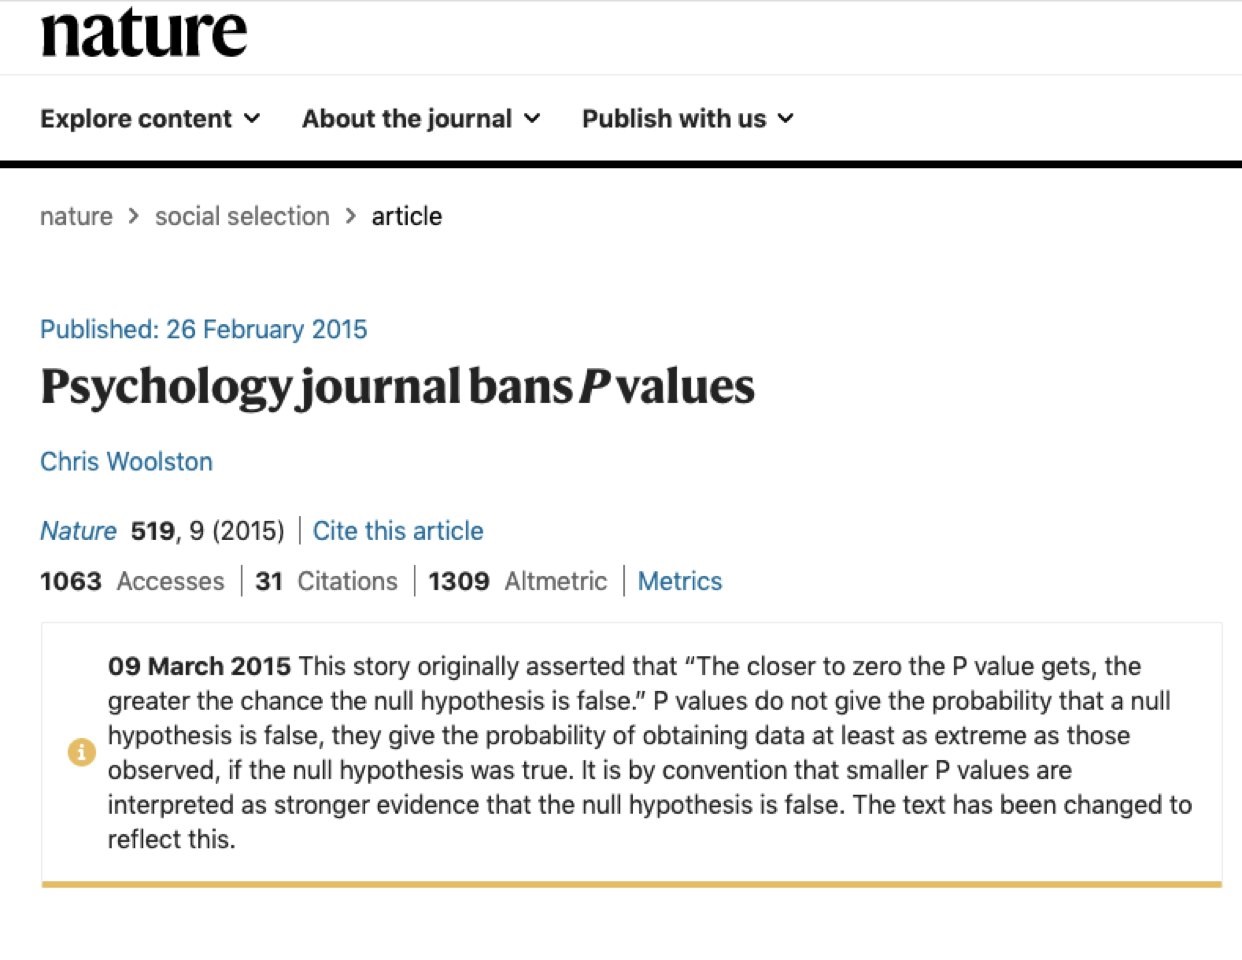 nature
Explore content About the journal Publish with us
nature > social selection > article
Published: 26 February 2015
Psychology journal bans P values
Chris Woolston
Nature 519, 9 (2015) | Cite this article
1063 Accesses | 31 Citations | 1309 Altmetric | Metrics
09 March 2015 This story originally asserted that “The closer to zero the P value gets, the
greater the chance the null hypothesis is false.” P values do not give the probability that a null
hypothesis is false, they give the probability of obtaining data at least as extreme as those
observed, if the null hypothesis was true. It is by convention that smaller P values are
interpreted as stronger evidence that the null hypothesis is false. The text has been changed to
reflect this.